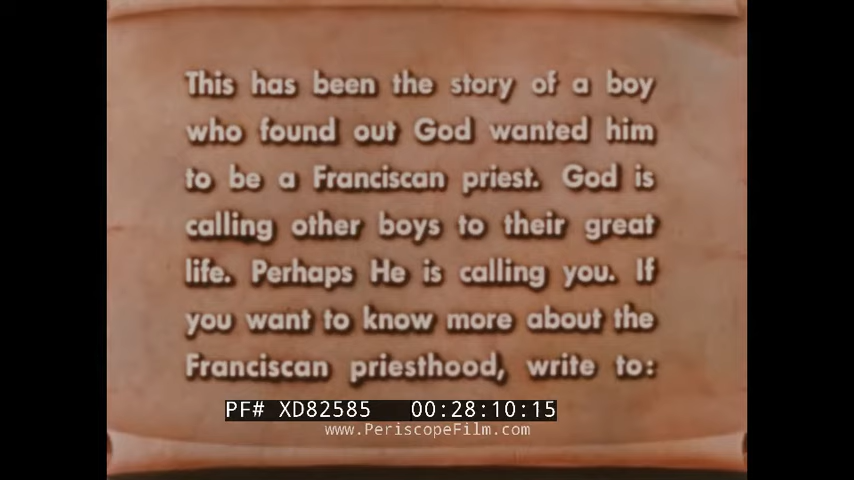 This has been the story of a boy
who found out God wanted him
to be a Franciscan priest. God is
calling other boys to their great
life. Perhaps He is calling you. If
you want to know more about the
Franciscan priesthood, write to:
PF# XD82585 00:28:10:15
www.PeriscopeFilm.com